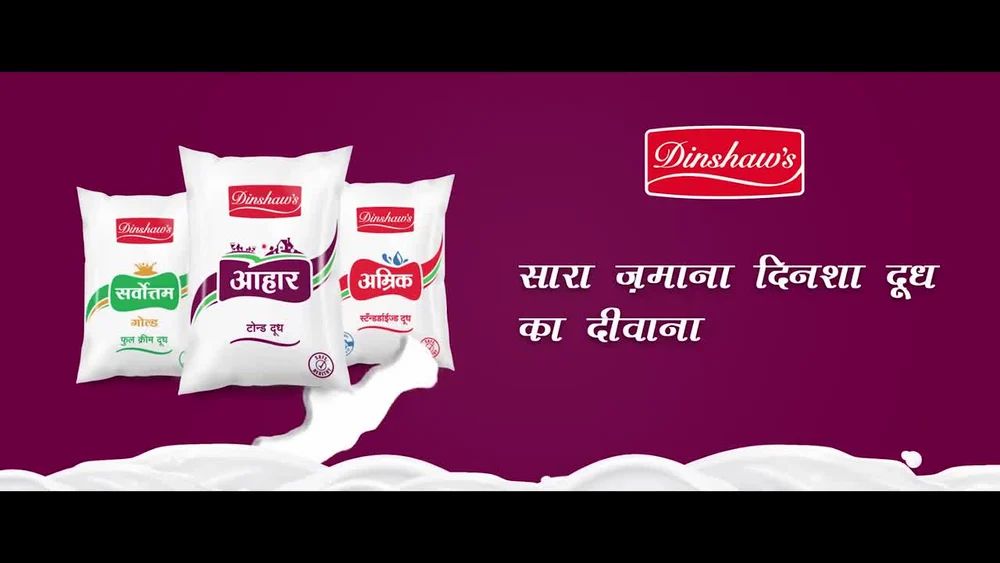 Dinshaw's
सारा ज़माना दिनशा दूध
का दीवाना
Dinshaw's
सर्वोत्तम
गोल्ड
फुल क्रीम दूध
Dinshaw's
आहार
टोन्ड दूध
Dinshaw's
अम्रिक
स्टॅन्डर्डाईज्ड दूध